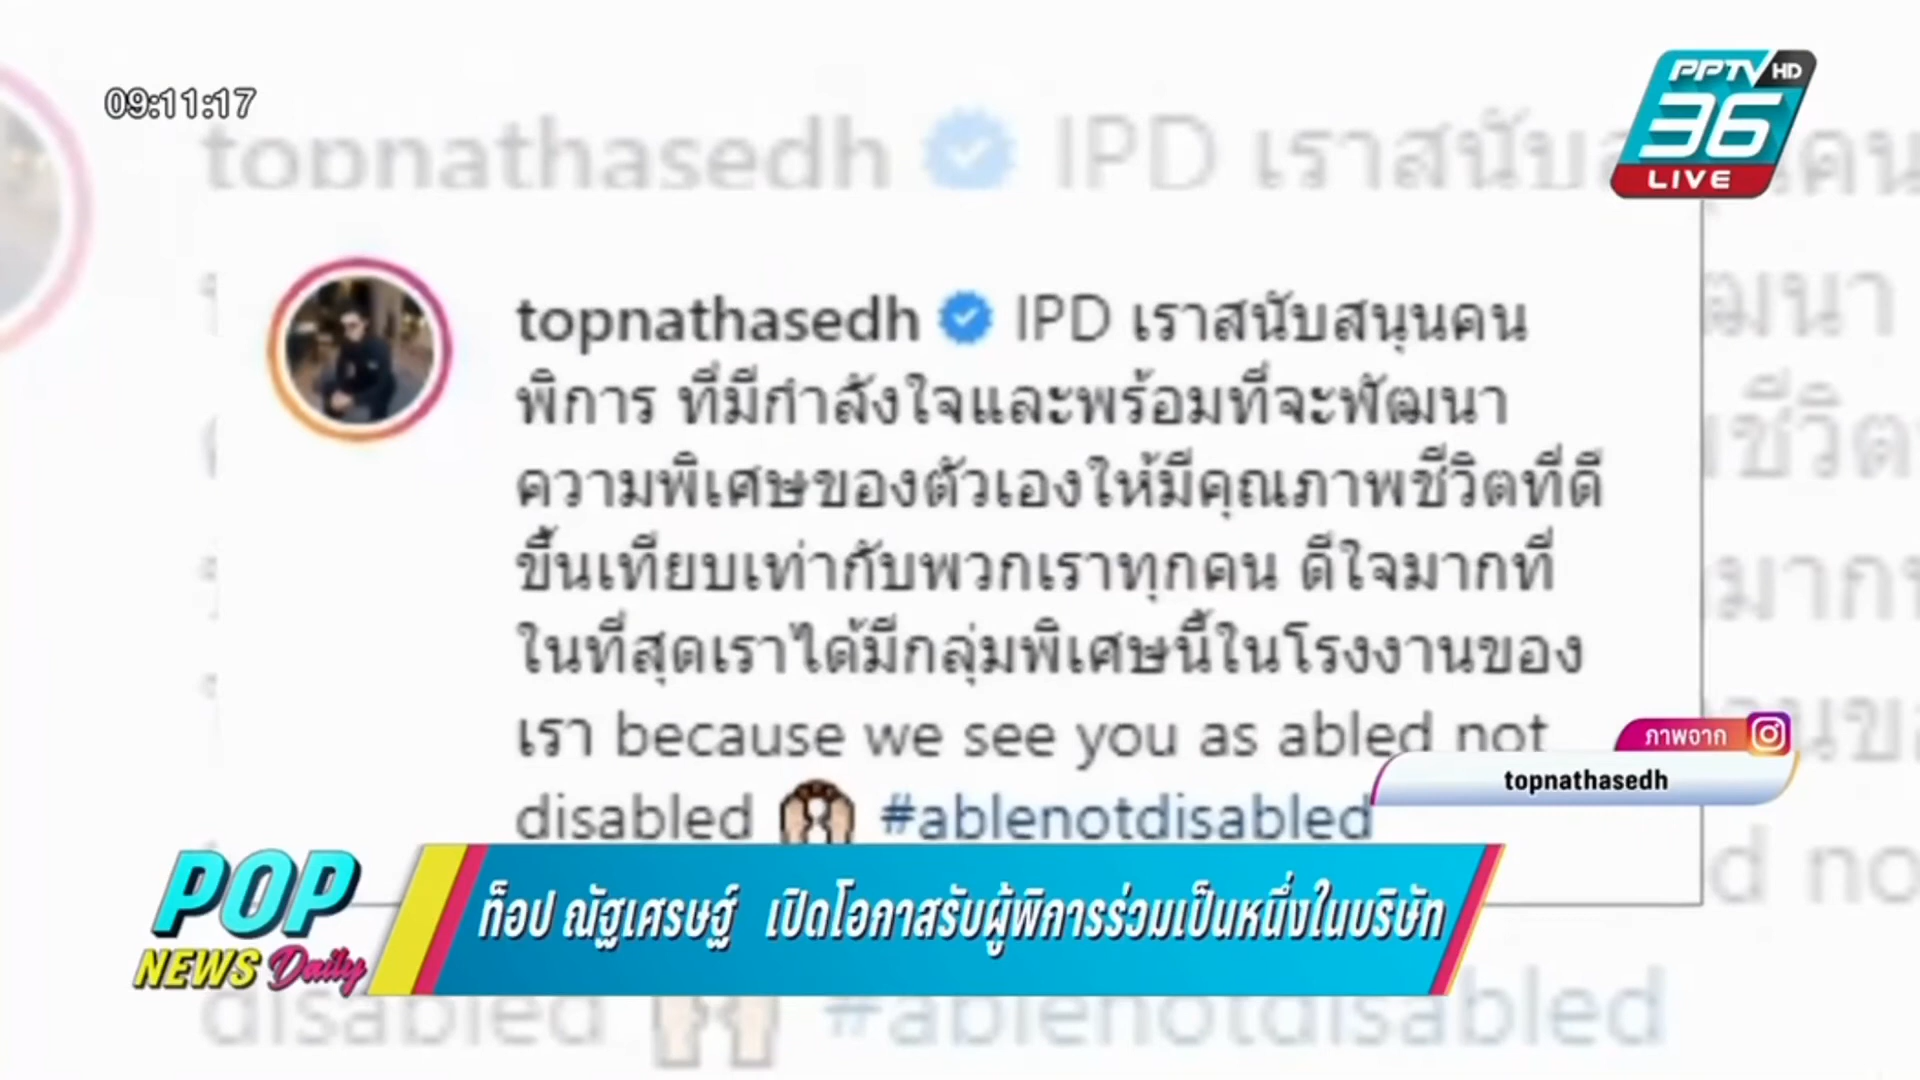 09:11:17
PPTV HD
36
LIVE
topnathasedh IPD เราสนับสนุนคน
พิการ ที่มีกำลังใจและพร้อมที่จะพัฒนา
ความพิเศษของตัวเองให้มีคุณภาพชีวิตที่ดี
ขึ้นเทียบเท่ากับพวกเราทุกคน ดีใจมากที่
ในที่สุดเราได้มีกลุ่มพิเศษนี้ในโรงงานของ
เรา because we see you as abled not
disabled #ablenotdisabled
ภาพจาก
topnathasedh
POP
NEWS Daily
ท็อป ณัฐเศรษฐ์ เปิดโอกาสรับผู้พิการร่วมเป็นหนึ่งในบริษัท